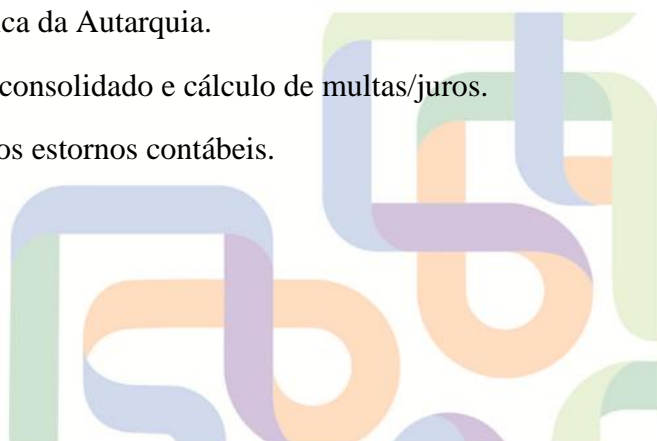 ca da Autarquia.
consolidado e cálculo de multas/juros.
os estornos contábeis.